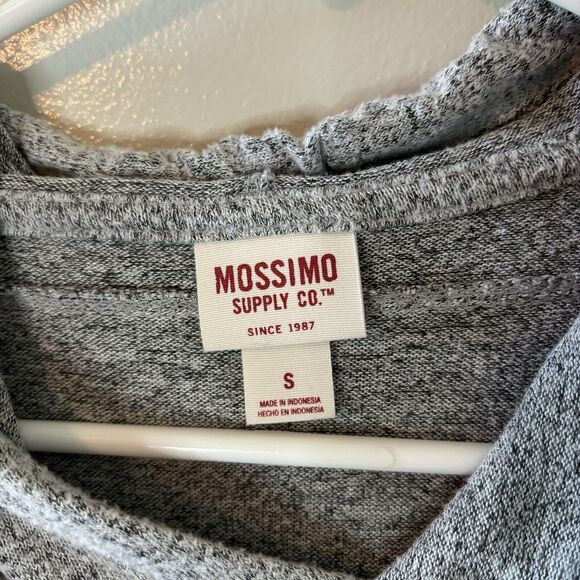 MOSSIMO
SUPPLY CO.™
SINCE 1987
S
MADE IN INDONESIA
HECHO EN INDONESIA